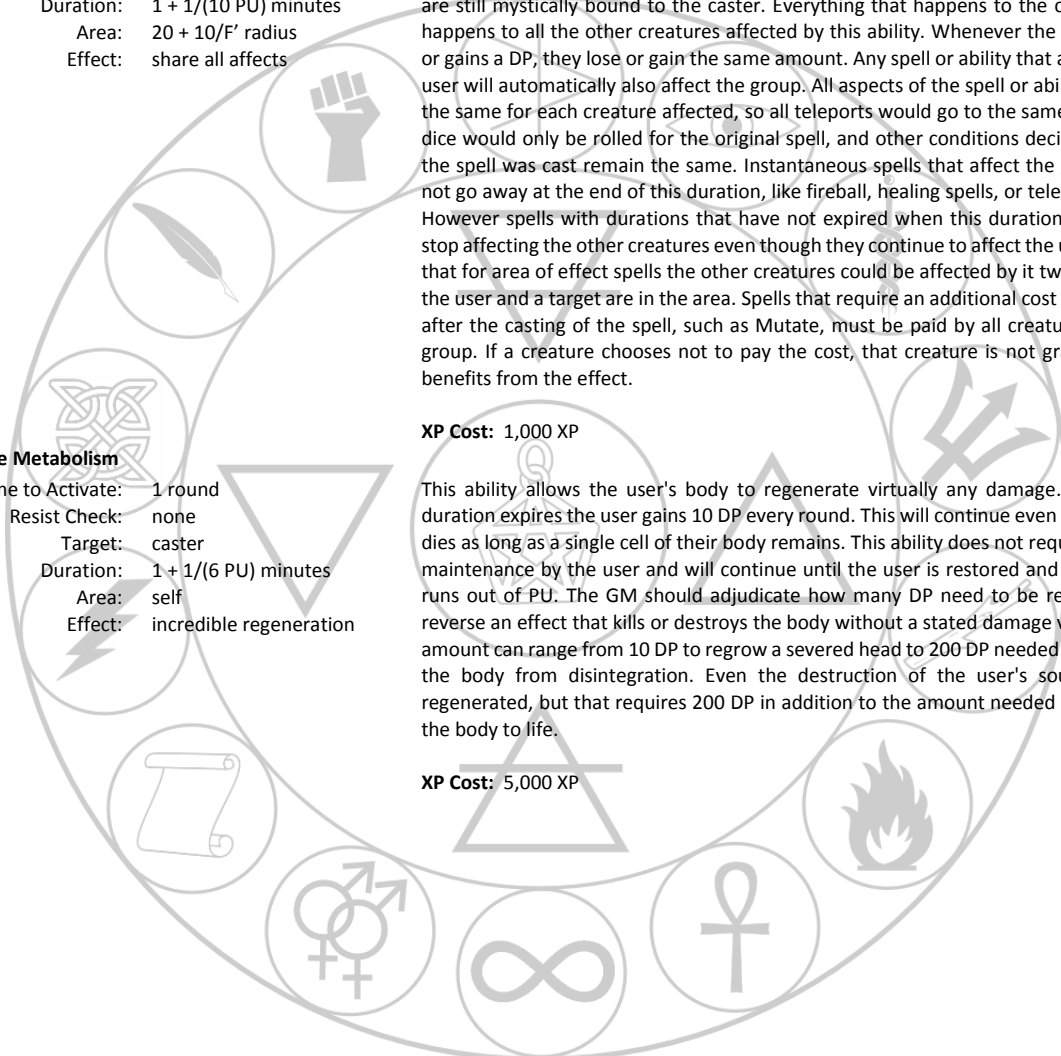 Duration: 1 + 1/(10 PU) minutes
Area: 20 + 10/F’ radius
Effect: share all affects
are still mystically bound to the caster. Everything that happens to the
happens to all the other creatures affected by this ability. Whenever the
or gains a DP, they lose or gain the same amount. Any spell or ability that
user will automatically also affect the group. All aspects of the spell or
the same for each creature affected, so all teleports would go to the same
dice would only be rolled for the original spell, and other conditions
the spell was cast remain the same. Instantaneous spells that affect the
not go away at the end of this duration, like fireball, healing spells, or
However spells with durations that have not expired when this duration
stop affecting the other creatures even though they continue to affect the
that for area of effect spells the other creatures could be affected by it
the user and a target are in the area. Spells that require an additional cost
after the casting of the spell, such as Mutate, must be paid by all
group. If a creature chooses not to pay the cost, that creature is not
benefits from the effect.
XP Cost: 1,000 XP
Metabolism
to Activate: 1 round
Resist Check: none
Target: caster
Duration: 1 + 1/(6 PU) minutes
Area: self
Effect: incredible regeneration
This ability allows the user's body to regenerate virtually any damage.
duration expires the user gains 10 DP every round. This will continue even
dies as long as a single cell of their body remains. This ability does not
maintenance by the user and will continue until the user is restored and
runs out of PU. The GM should adjudicate how many DP need to be
reverse an effect that kills or destroys the body without a stated damage
amount can range from 10 DP to regrow a severed head to 200 DP needed
the body from disintegration. Even the destruction of the user's
regenerated, but that requires 200 DP in addition to the amount needed
the body to life.
XP Cost: 5,000 XP